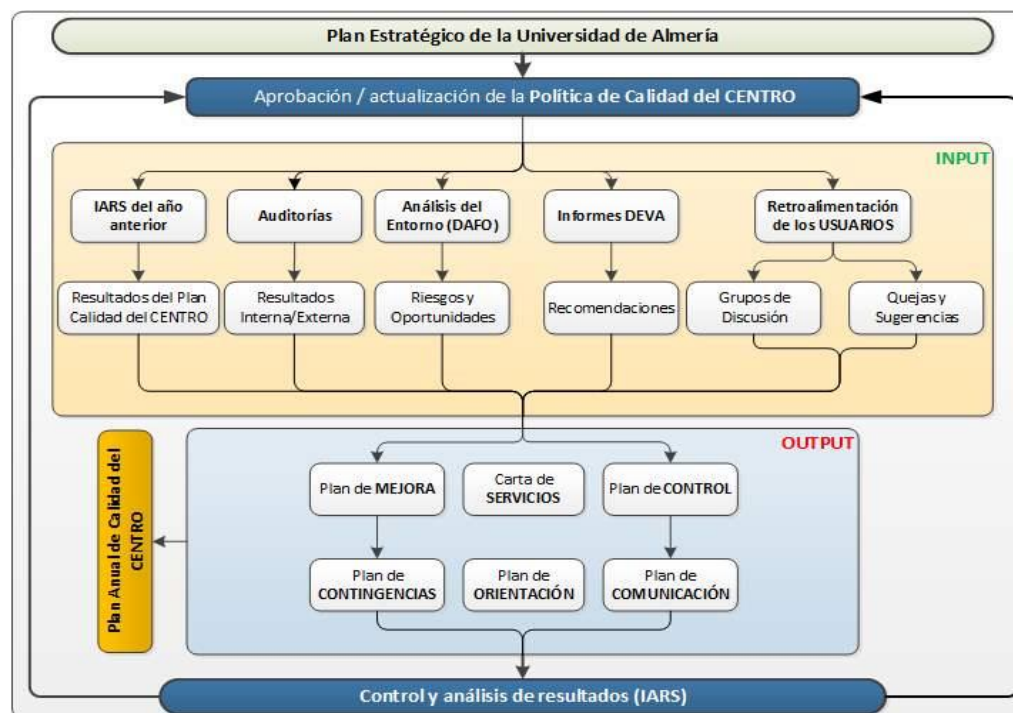 Plan Estratégico de la Universidad de Almería
Aprobación / actualización de la Política de Calidad del CENTRO
INPUT
IARS del año
anterior
Auditorías
Análisis del
Entorno (DAFO)
Informes DEVA
Retroalimentación
de los USUARIOS
Resultados del Plan
Calidad del CENTRO
Resultados
Interna/Externa
Riesgos y
Oportunidades
Recomendaciones
Grupos de
Discusión
Quejas y
Sugerencias
OUTPUT
Plan Anual de Calidad del
CENTRO
Plan de MEJORA
Carta de
SERVICIOS
Plan de CONTROL
Plan de
CONTINGENCIAS
Plan de
ORIENTACIÓN
Plan de
COMUNICACIÓN
Control y análisis de resultados (IARS)